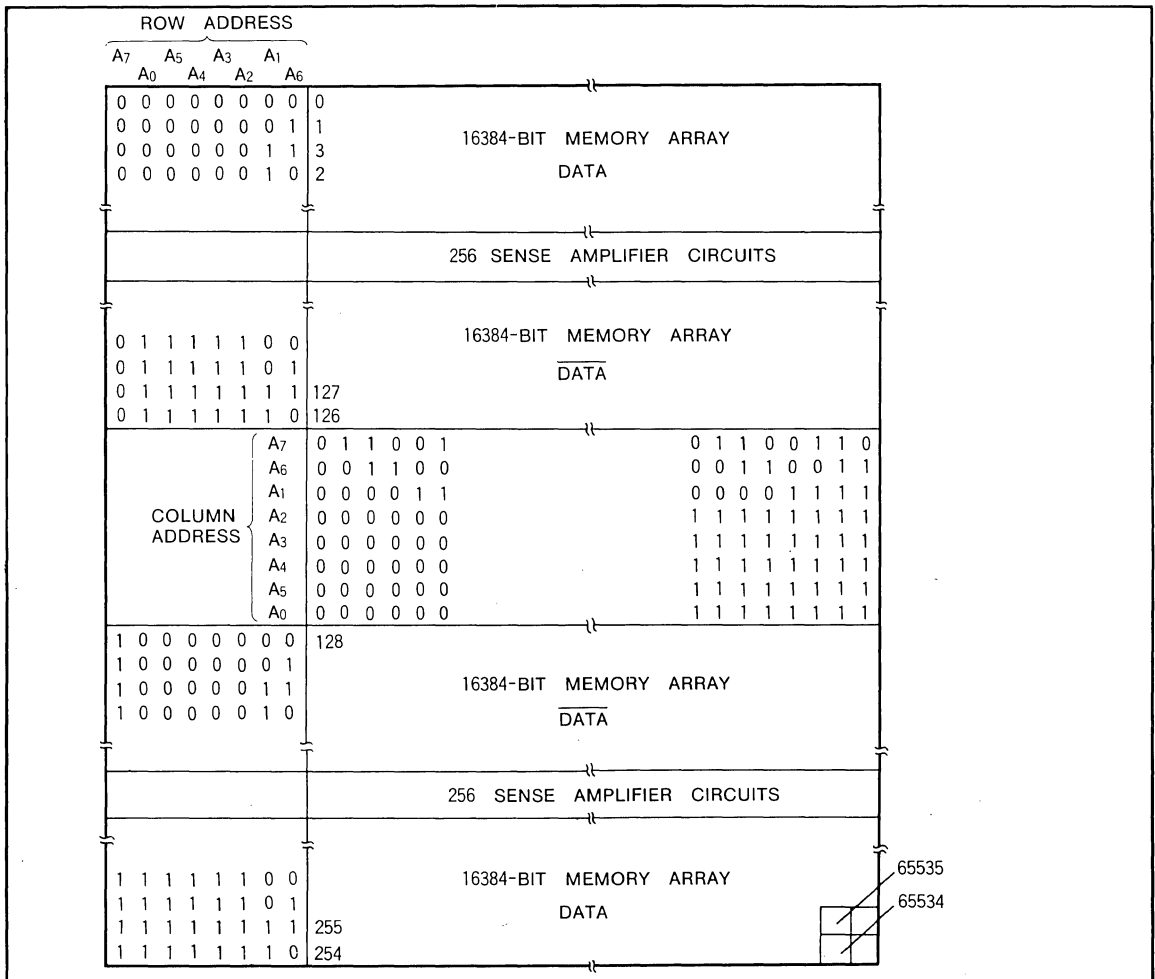 ROW ADDRESS
A7 A5 A3 A1
A0 A4 A2 A6
0 0 0 0 0 0 0 0 0
0 0 0 0 0 0 0 1 1
0 0 0 0 0 0 1 1 3
0 0 0 0 0 0 1 0 2
16384-BIT MEMORY ARRAY
DATA
256 SENSE AMPLIFIER CIRCUITS
0 1 1 1 1 1 0 0
0 1 1 1 1 1 0 1
0 1 1 1 1 1 1 1 127
0 1 1 1 1 1 1 0 126
16384-BIT MEMORY ARRAY
DATA
COLUMN
ADDRESS
A7 0 1 1 0 0 1 0 1 1 0 0 1 1 0
A6 0 0 1 1 0 0 0 0 1 1 0 0 1 1
A1 0 0 0 0 1 1 0 0 0 0 1 1 1 1
A2 0 0 0 0 0 0 1 1 1 1 1 1 1 1
A3 0 0 0 0 0 0 1 1 1 1 1 1 1 1
A4 0 0 0 0 0 0 1 1 1 1 1 1 1 1
A5 0 0 0 0 0 0 1 1 1 1 1 1 1 1
A0 0 0 0 0 0 0 1 1 1 1 1 1 1 1
1 0 0 0 0 0 0 0 128
1 0 0 0 0 0 0 1
1 0 0 0 0 0 1 1
1 0 0 0 0 0 1 0
16384-BIT MEMORY ARRAY
DATA
256 SENSE AMPLIFIER CIRCUITS
1 1 1 1 1 1 0 0
1 1 1 1 1 1 0 1
1 1 1 1 1 1 1 1 255
1 1 1 1 1 1 1 0 254
16384-BIT MEMORY ARRAY
DATA
65535
65534